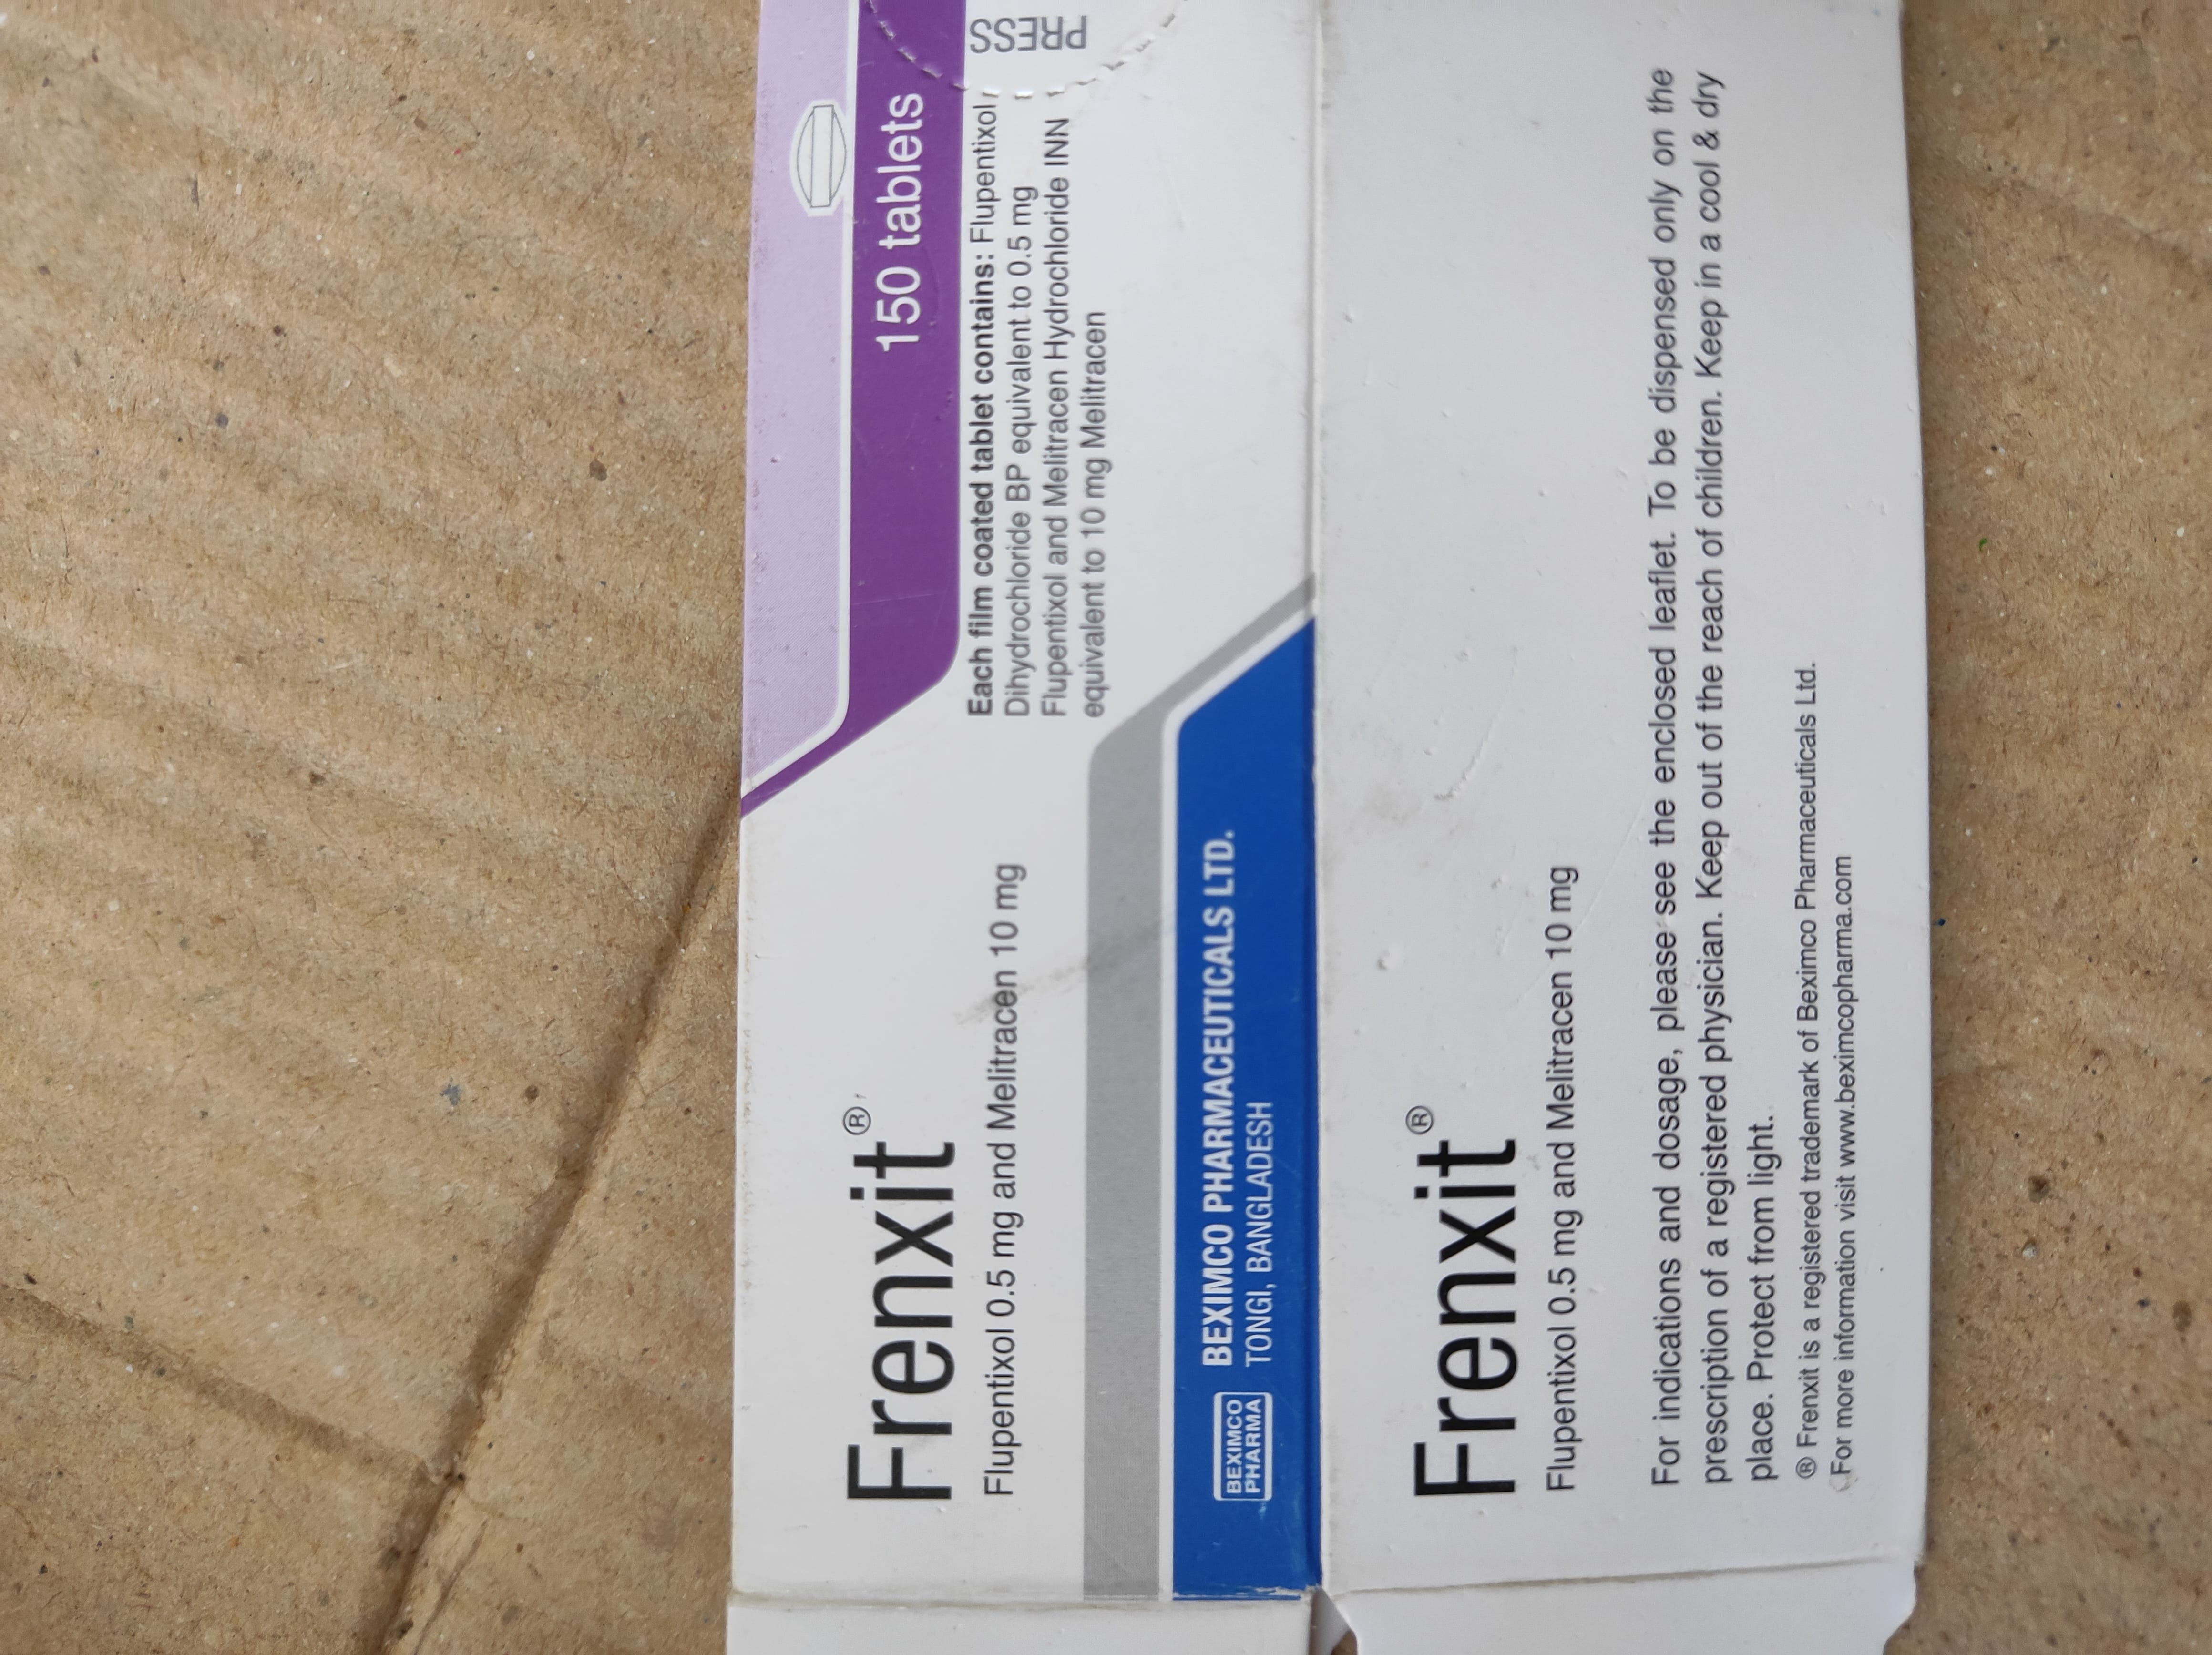 Frenxit®
Flupentixol 0.5 mg and Melitracen 10 mg
150 tablets
Each film coated tablet contains: Flupentixol
Dihydrochloride BP equivalent to 0.5 mg
Flupentixol and Melitracen Hydrochloride INN
equivalent to 10 mg Melitracen
PRESS
BEXIMCO
PHARMA
BEXIMCO PHARMACEUTICALS LTD.
TONGI, BANGLADESH
Frenxit®
Flupentixol 0.5 mg and Melitracen 10 mg
For indications and dosage, please see the enclosed leaflet. To be dispensed only on the
prescription of a registered physician. Keep out of the reach of children. Keep in a cool & dry
place. Protect from light.
® Frenxit is a registered trademark of Beximco Pharmaceuticals Ltd.
For more information visit www.beximcopharma.com